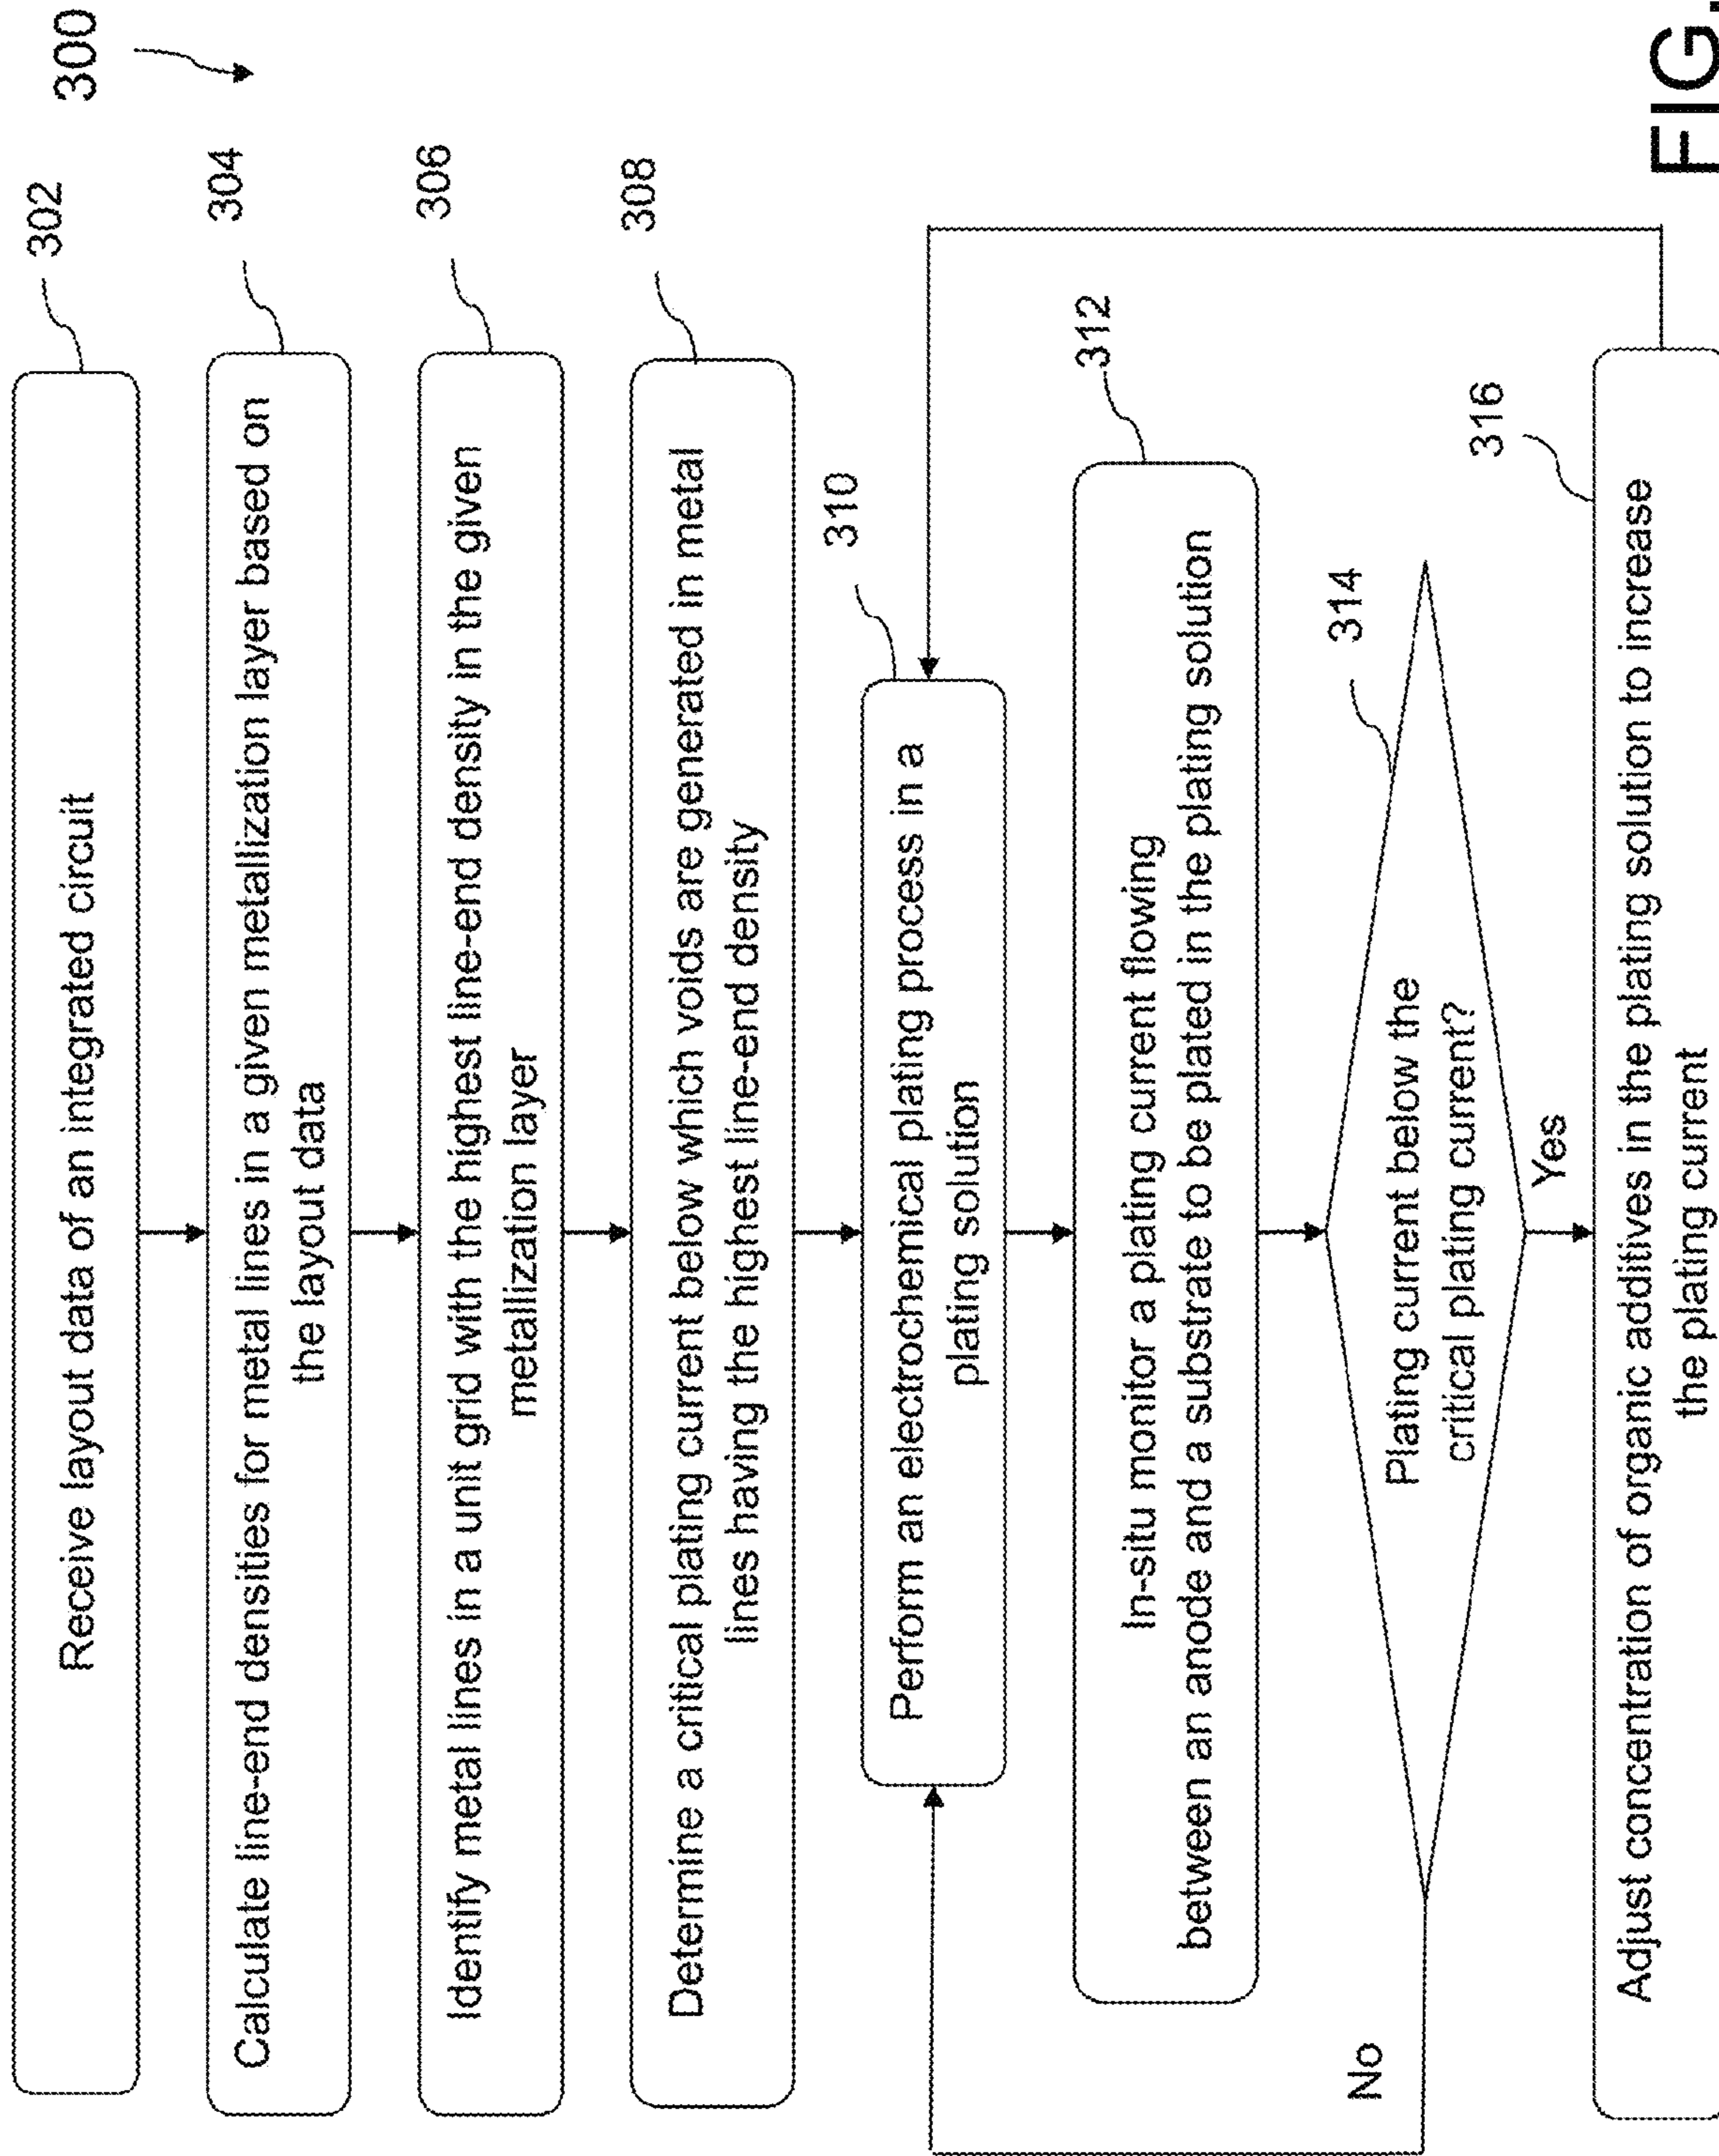 300
302
Receive layout data of an integrated circuit
304
Calculate line-end densities for metal lines in a given metallization layer based on
the layout data
306
Identify metal lines in a unit grid with the highest line-end density in the given
metallization layer
308
Determine a critical plating current below which voids are generated in metal
lines having the highest line-end density
310
Perform an electrochemical plating process in a
plating solution
312
In-situ monitor a plating current flowing
between an anode and a substrate to be plated in the plating solution
314
Plating current below the
critical plating current?
No
Yes
316
Adjust concentration of organic additives in the plating solution to increase
the plating current
FIG.